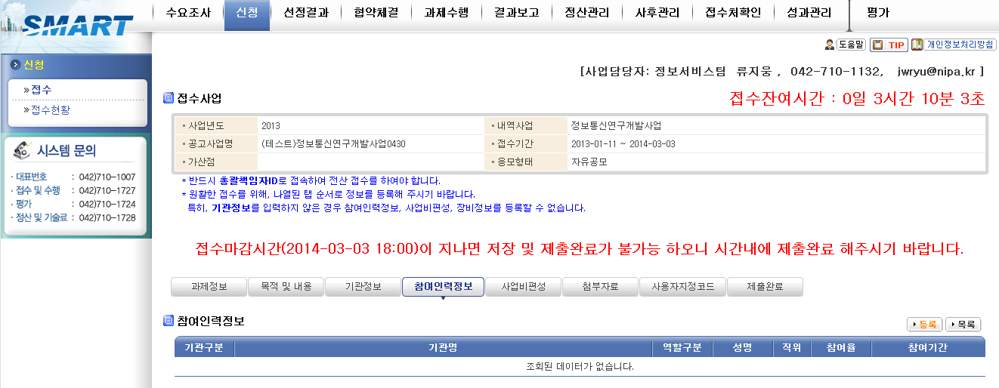 수요조사 신청 선정결과 협약체결 과제수행 결과보고 정산관리 사후관리 접수처확인 성과관리 평가
SMART
도움말 TIP 개인정보처리방침
신청
» 접수
» 접수현황
시스템 문의
· 대표번호 : 042)710-1007
· 접수 및 수행 : 042)710-1727
· 평가 : 042)710-1724
· 정산 및 기술료 : 042)710-1728
[사업담당자: 정보서비스팀 류지웅 , 042-710-1132, jwryu@nipa.kr ]
접수사업
접수잔여시간 : 0일 3시간 10분 3초
사업년도 2013 내역사업 정보통신연구개발사업
공고사업명 (테스트)정보통신연구개발사업0430 접수기간 2013-01-11 ~ 2014-03-03
가산점 응모형태 자유공모
* 반드시 총괄책임자ID로 접속하여 전산 접수를 하여야 합니다.
* 원활한 접수를 위해, 나열된 탭 순서로 정보를 등록해 주시기 바랍니다.
특히, 기관정보를 입력하지 않은 경우 참여인력정보, 사업비편성, 장비정보를 등록할 수 없습니다.
접수마감시간(2014-03-03 18:00)이 지나면 저장 및 제출완료가 불가능 하오니 시간내에 제출완료 해주시기 바랍니다.
과제정보 목적 및 내용 기관정보 참여인력정보 사업비편성 첨부자료 사용자지정코드 제출완료
참여인력정보
등록 목록
기관구분 기관명 역할구분 성명 직위 참여율 참여기간
조회된 데이터가 없습니다.